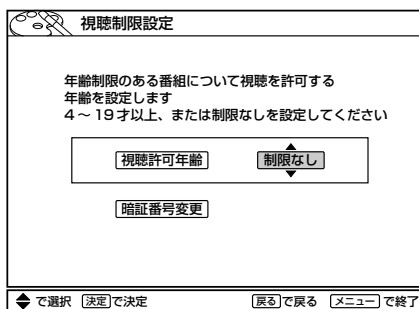 視聴制限設定
年齢制限のある番組について視聴を許可する
年齢を設定します
4～19才以上、または制限なしを設定してください
視聴許可年齢 制限なし
暗証番号変更
で選択 決定で決定 戻るで戻る メニューで終了